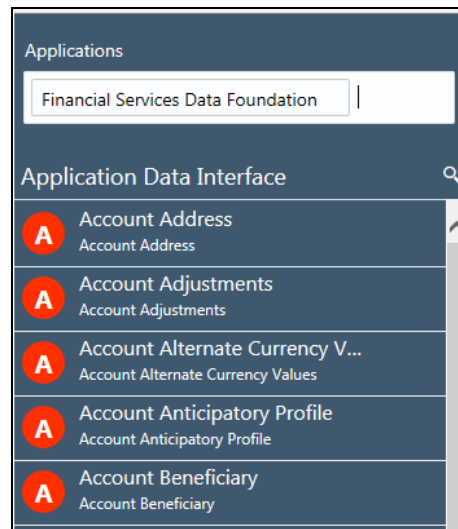 Applications
Financial Services Data Foundation
Application Data Interface
A
Account Address
Account Address
A
Account Adjustments
Account Adjustments
A
Account Alternate Currency V...
Account Alternate Currency Values
A
Account Anticipatory Profile
Account Anticipatory Profile
A
Account Beneficiary
Account Beneficiary